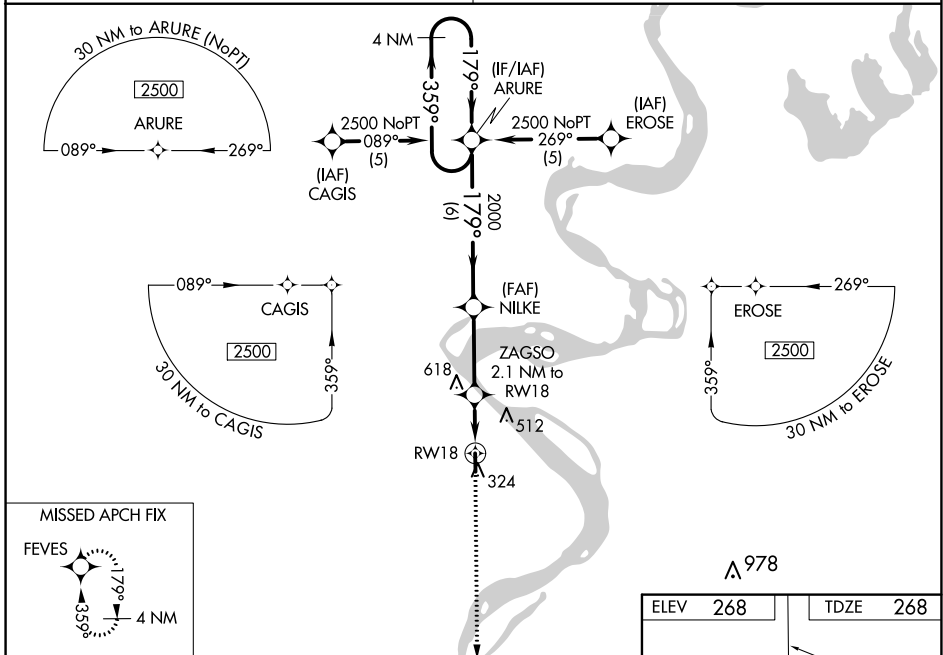 30 NM to ARURE (NoPT)
2500
ARURE
089°
269°
4 NM
179°
359°
(IF/IAF)
ARURE
2500 NoPT
089°
(5)
(IAF)
CAGIS
2500 NoPT
269°
(5)
(IAF)
EROSE
2000
179°
(6)
089°
CAGIS
2500
359°
30 NM to CAGIS
(FAF)
NILKE
269°
EROSE
2500
359°
30 NM to EROSE
618
ZAGSO
2.1 NM to
RW18
512
RW18
324
MISSED APCH FIX
FEVES
179°
359°
4 NM
978
ELEV 268
TDZE 268